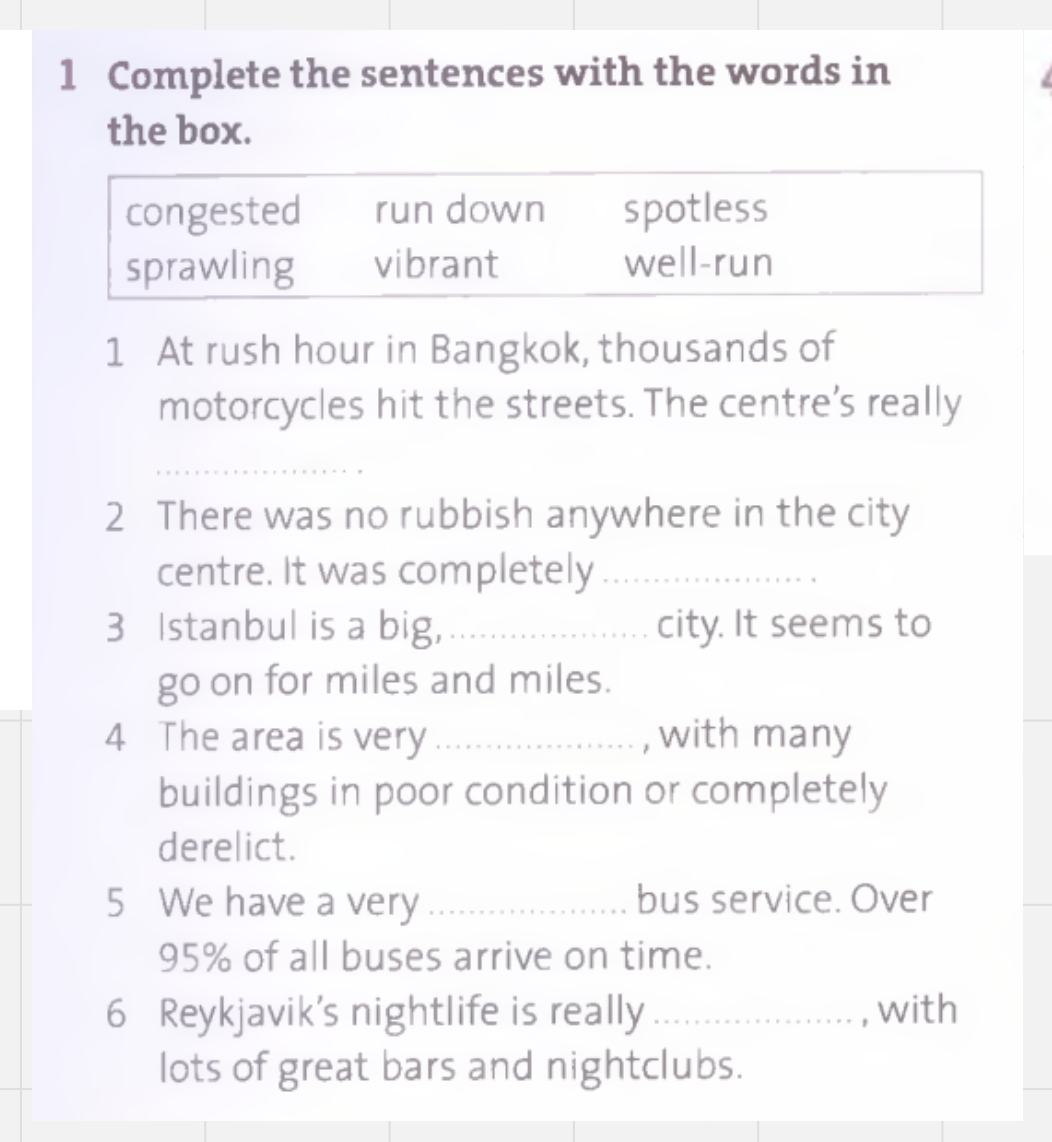 1 Complete the sentences with the words in
the box.
congested run down spotless
sprawling vibrant well-run
1 At rush hour in Bangkok, thousands of
motorcycles hit the streets. The centre's really
.....................
2 There was no rubbish anywhere in the city
centre. It was completely ..................... .
3 Istanbul is a big, ..................... city. It seems to
go on for miles and miles.
4 The area is very ..................... , with many
buildings in poor condition or completely
derelict.
5 We have a very ..................... bus service. Over
95% of all buses arrive on time.
6 Reykjavik's nightlife is really ..................... , with
lots of great bars and nightclubs.